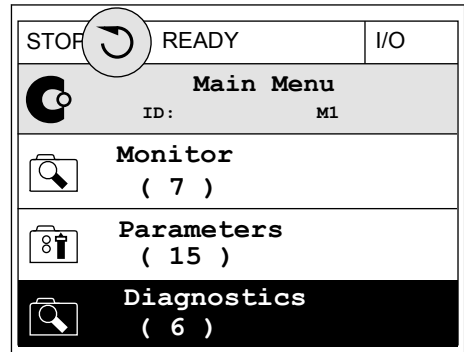 STOP READY I/O
Main Menu
ID: M1
Monitor
( 7 )
Parameters
( 15 )
Diagnostics
( 6 )